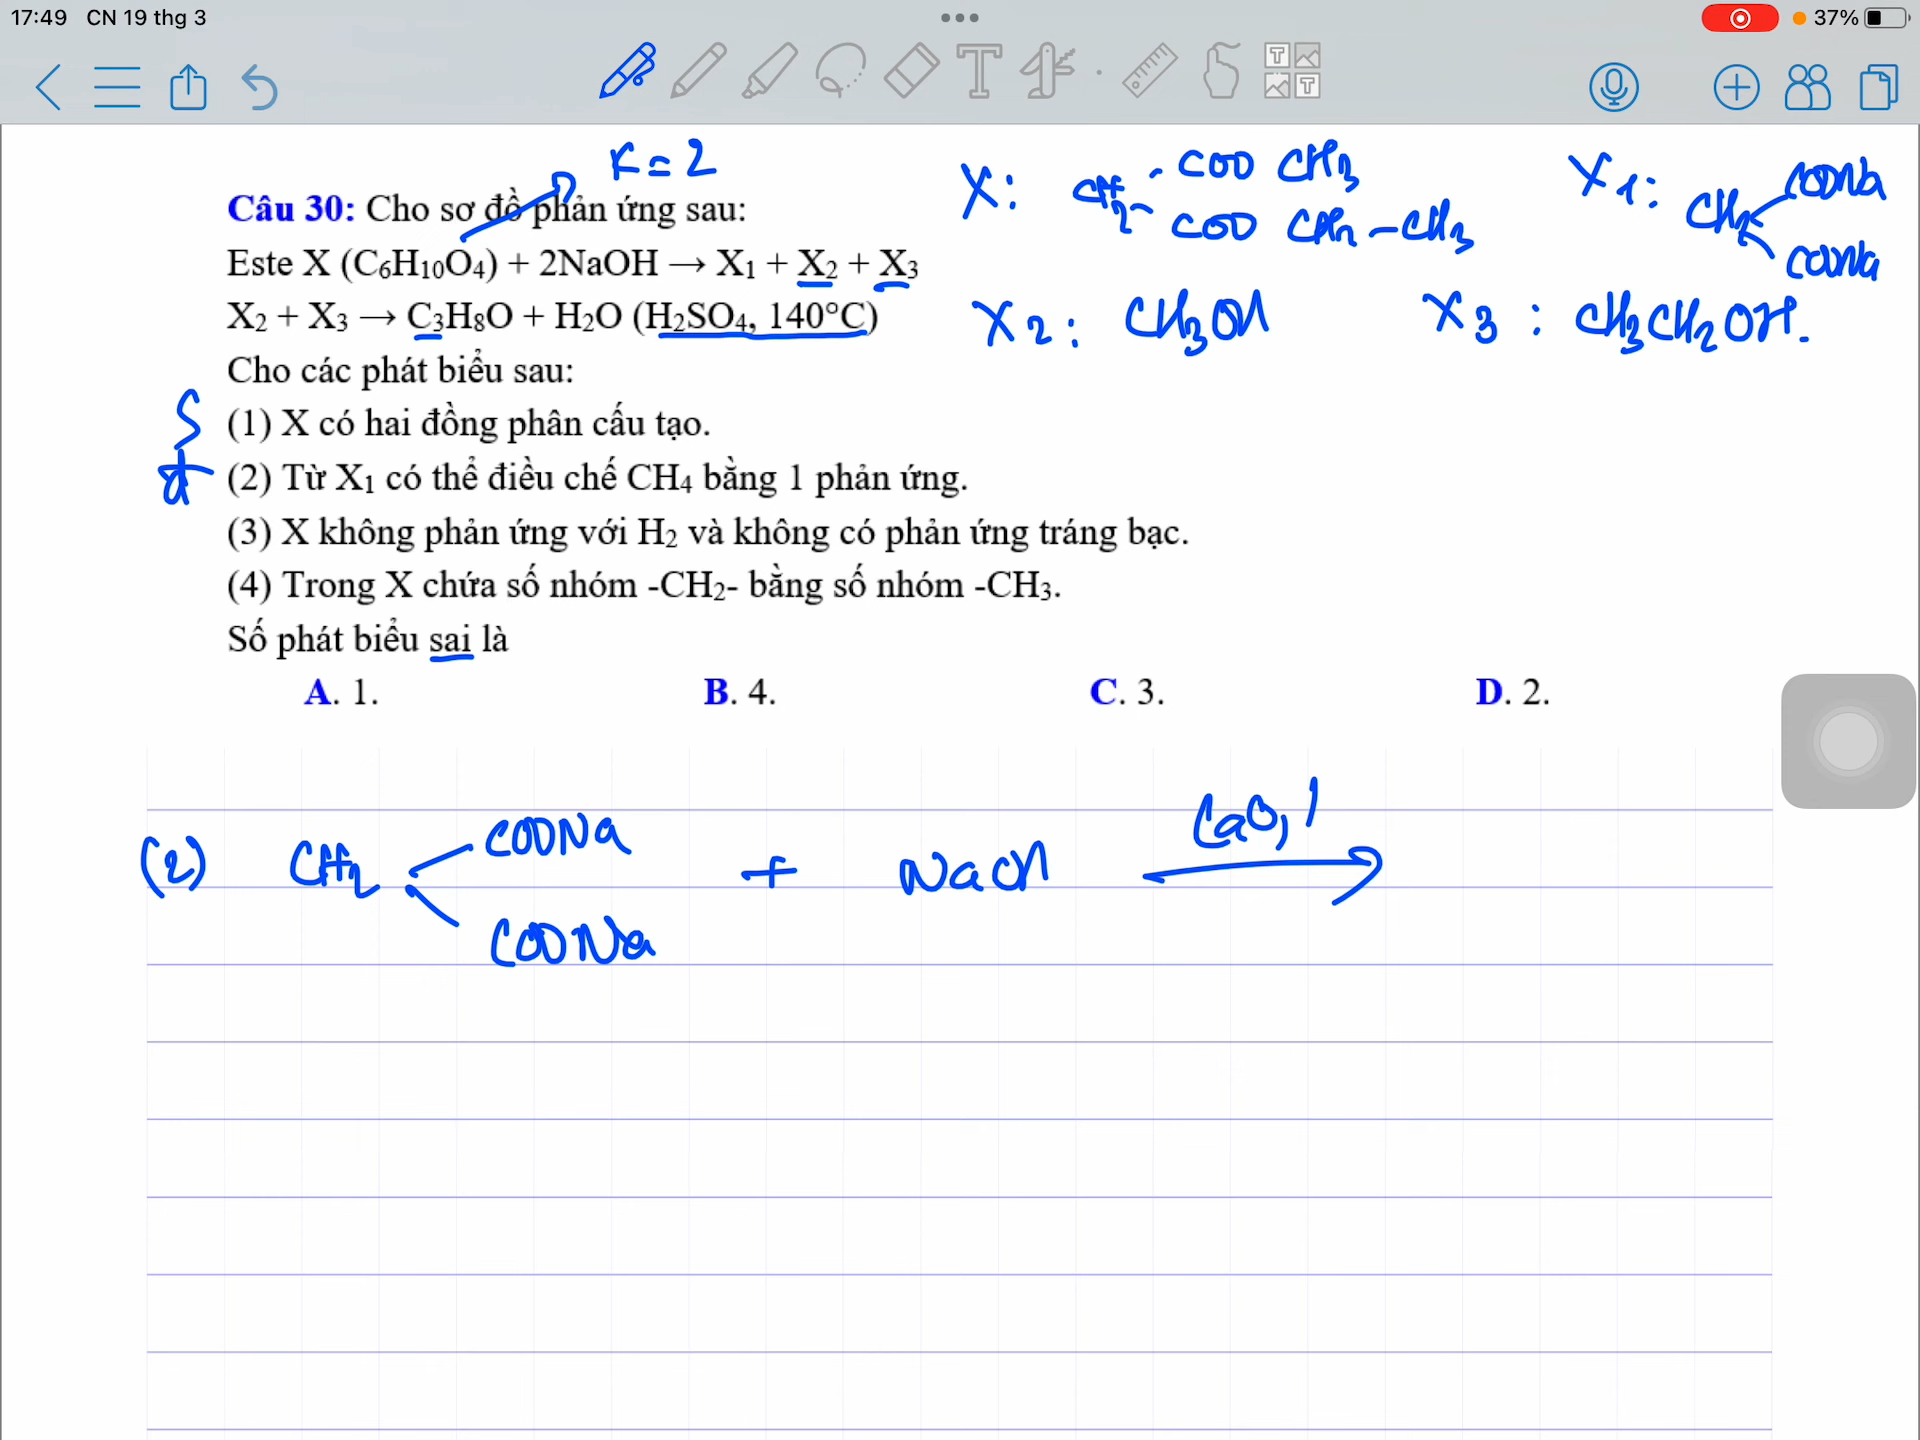 17:49 CN 19 thg 3
37%
K = 2
Câu 30: Cho sơ đồ phản ứng sau:
Este X (C₆H₁₀O₄) + 2NaOH → X₁ + X₂ + X₃
X₂ + X₃ → C₃H₈O + H₂O (H₂SO₄, 140°C)
Cho các phát biểu sau:
S (1) X có hai đồng phân cấu tạo.
đ (2) Từ X₁ có thể điều chế CH₄ bằng 1 phản ứng.
(3) X không phản ứng với H₂ và không có phản ứng tráng bạc.
(4) Trong X chứa số nhóm -CH₂- bằng số nhóm -CH₃.
Số phát biểu sai là
A. 1. B. 4. C. 3. D. 2.
X: CH₂ COO CH₃
COO CH₂ - CH₃
X₁: CH₂ COONa
COONa
X₂: CH₃OH X₃: CH₃CH₂OH.
(2) CH₂ COONa + NaOH CaO,
COONa